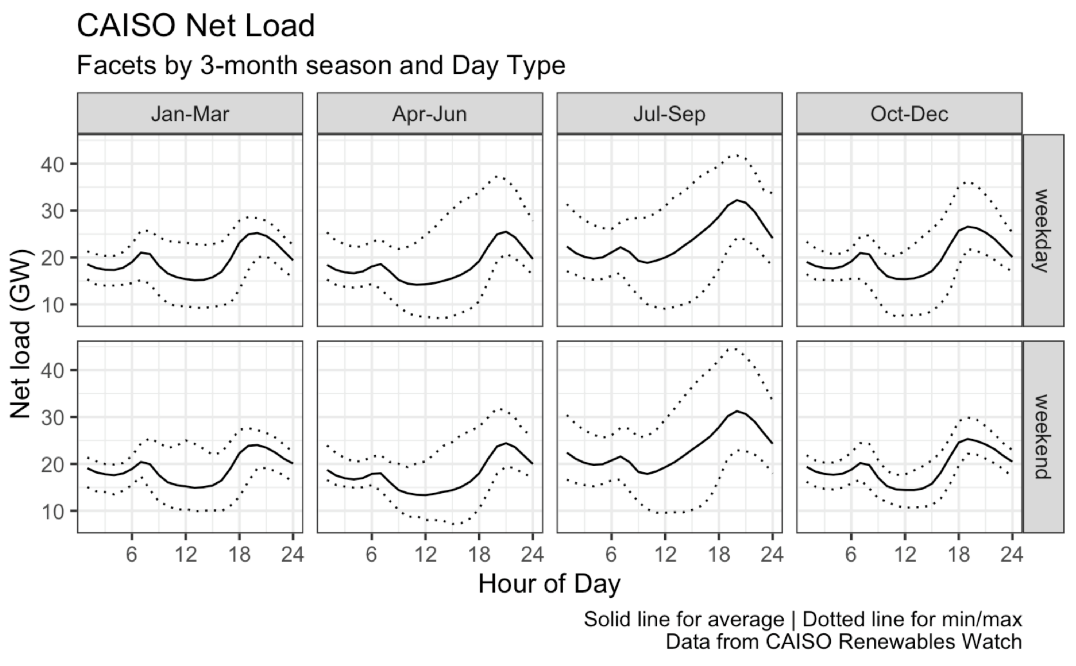 CAISO Net Load
Facets by 3-month season and Day Type
Jan-Mar Apr-Jun Jul-Sep Oct-Dec
40
30
20
10
weekday
Net load (GW)
40
30
20
10
weekend
6 12 18 24 6 12 18 24 6 12 18 24 6 12 18 24
Hour of Day
Solid line for average | Dotted line for min/max
Data from CAISO Renewables Watch